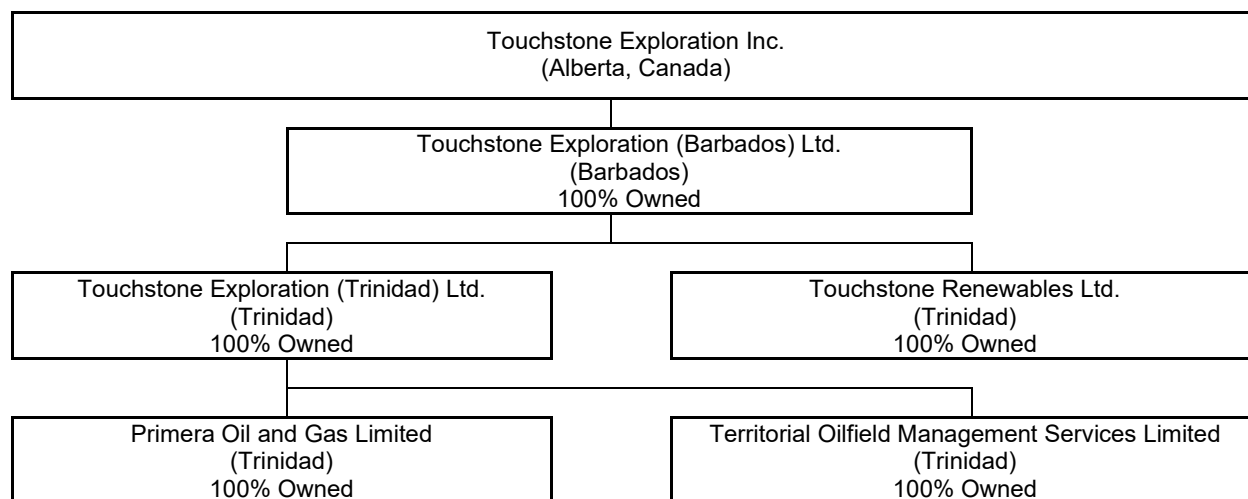 Touchstone Exploration Inc.
(Alberta, Canada)
Touchstone Exploration (Barbados) Ltd.
(Barbados)
100% Owned
Touchstone Exploration (Trinidad) Ltd.
(Trinidad)
100% Owned
Touchstone Renewables Ltd.
(Trinidad)
100% Owned
Primera Oil and Gas Limited
(Trinidad)
100% Owned
Territorial Oilfield Management Services Limited
(Trinidad)
100% Owned